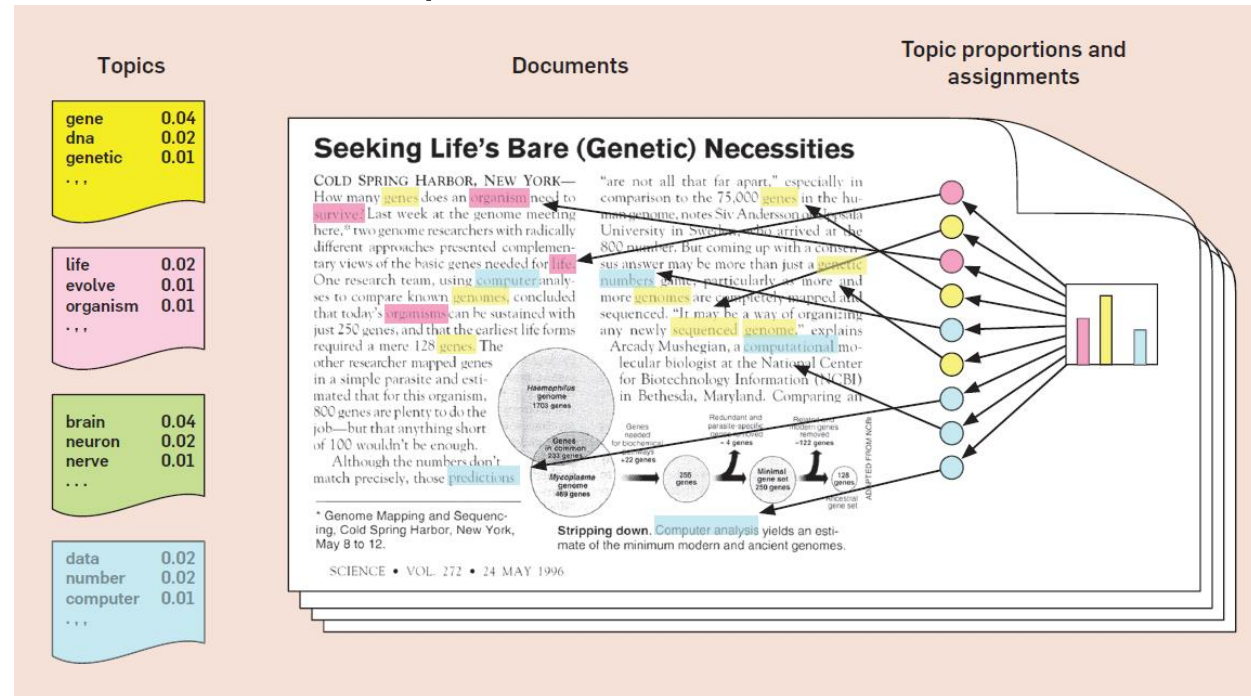 Topics
Documents
Topic proportions and
assignments
gene 0.04
dna 0.02
genetic 0.01
. , ,
life 0.02
evolve 0.01
organism 0.01
. , ,
brain 0.04
neuron 0.02
nerve 0.01
. . .
data 0.02
number 0.02
computer 0.01
. , ,
Seeking Life's Bare (Genetic) Necessities
COLD SPRING HARBOR, NEW YORK—
How many genes does an organism need to
survive? Last week at the genome meeting
here,* two genome researchers with radically
different approaches presented complemen-
tary views of the basic genes needed for life.
One research team, using computer analy-
ses to compare known genomes, concluded
that today's organisms can be sustained with
just 250 genes, and that the earliest life forms
required a mere 128 genes. The
other researcher mapped genes
in a simple parasite and esti-
mated that for this organism,
800 genes are plenty to do the
job—but that anything short
of 100 wouldn't be enough.
Although the numbers don't
match precisely, those predictions
* Genome Mapping and Sequenc-
ing, Cold Spring Harbor, New York,
May 8 to 12.
"are not all that far apart," especially in
comparison to the 75,000 genes in the hu-
man genome, notes Siv Andersson of Uppsala
University in Sweden, who arrived at the
800 number. But coming up with a consen-
sus answer may be more than just a genetic
numbers game, particularly as more and
more genomes are completely mapped and
sequenced. "It may be a way of organizing
any newly sequenced genome," explains
Arcady Mushegian, a computational mo-
lecular biologist at the National Center
for Biotechnology Information (NCBI)
in Bethesda, Maryland. Comparing an
Haemophilus
genome
1703 genes
Genes
in common
233 genes
Mycoplasma
genome
469 genes
Genes
needed
for biochemical
pathways
+22 genes
256
genes
Redundant and
parasite-specific
genes removed
- 4 genes
Minimal
gene set
250 genes
Related and
modern genes
removed
-122 genes
128
genes
Ancestral
gene set
ADAPTED FROM NCBI
Stripping down. Computer analysis yields an esti-
mate of the minimum modern and ancient genomes.
SCIENCE • VOL. 272 • 24 MAY 1996